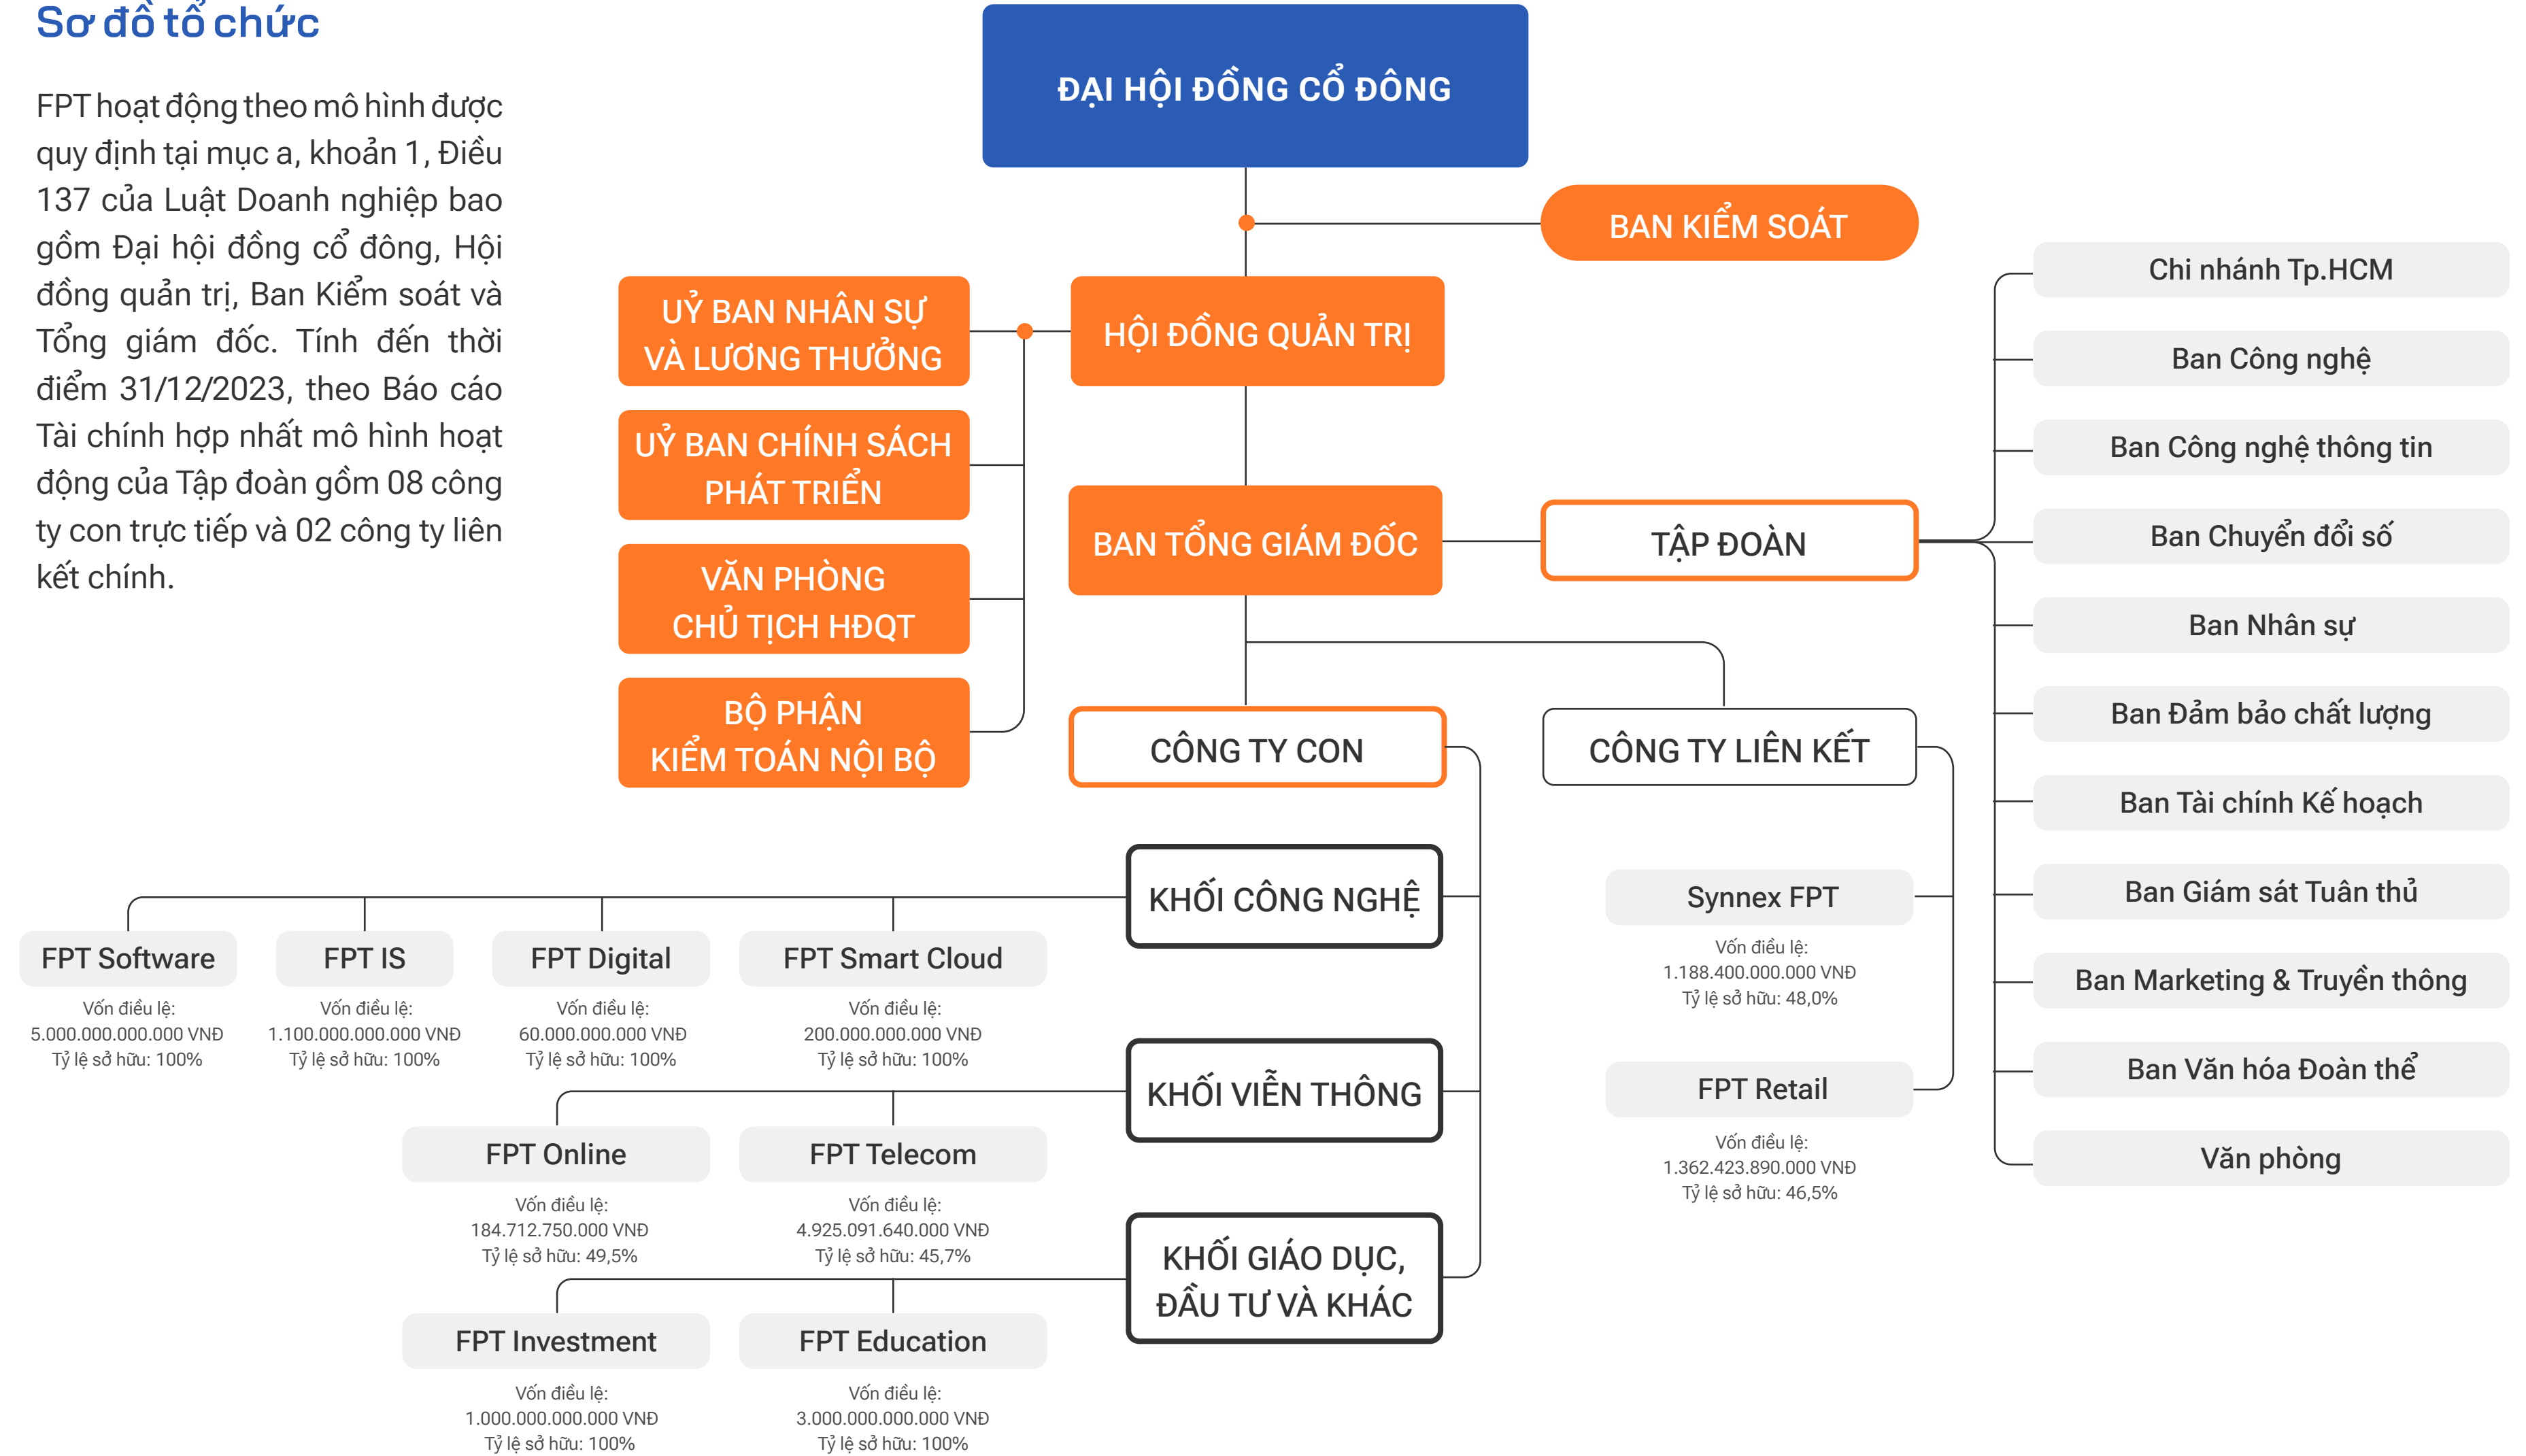 Sơ đồ tổ chức
FPT hoạt động theo mô hình được
quy định tại mục a, khoản 1, Điều
137 của Luật Doanh nghiệp bao
gồm Đại hội đồng cổ đông, Hội
đồng quản trị, Ban Kiểm soát và
Tổng giám đốc. Tính đến thời
điểm 31/12/2023, theo Báo cáo
Tài chính hợp nhất mô hình hoạt
động của Tập đoàn gồm 08 công
ty con trực tiếp và 02 công ty liên
kết chính.
ĐẠI HỘI ĐỒNG CỔ ĐÔNG
BAN KIỂM SOÁT
HỘI ĐỒNG QUẢN TRỊ
UỶ BAN NHÂN SỰ
VÀ LƯƠNG THƯỞNG
UỶ BAN CHÍNH SÁCH
PHÁT TRIỂN
VĂN PHÒNG
CHỦ TỊCH HĐQT
BỘ PHẬN
KIỂM TOÁN NỘI BỘ
BAN TỔNG GIÁM ĐỐC
TẬP ĐOÀN
Chi nhánh Tp.HCM
Ban Công nghệ
Ban Công nghệ thông tin
Ban Chuyển đổi số
Ban Nhân sự
Ban Đảm bảo chất lượng
Ban Tài chính Kế hoạch
Ban Giám sát Tuân thủ
Ban Marketing & Truyền thông
Ban Văn hóa Đoàn thể
Văn phòng
CÔNG TY CON
CÔNG TY LIÊN KẾT
KHỐI CÔNG NGHỆ
FPT Software
Vốn điều lệ:
5.000.000.000.000 VNĐ
Tỷ lệ sở hữu: 100%
FPT IS
Vốn điều lệ:
1.100.000.000.000 VNĐ
Tỷ lệ sở hữu: 100%
FPT Digital
Vốn điều lệ:
60.000.000.000 VNĐ
Tỷ lệ sở hữu: 100%
FPT Smart Cloud
Vốn điều lệ:
200.000.000.000 VNĐ
Tỷ lệ sở hữu: 100%
KHỐI VIỄN THÔNG
FPT Online
Vốn điều lệ:
184.712.750.000 VNĐ
Tỷ lệ sở hữu: 49,5%
FPT Telecom
Vốn điều lệ:
4.925.091.640.000 VNĐ
Tỷ lệ sở hữu: 45,7%
KHỐI GIÁO DỤC,
ĐẦU TƯ VÀ KHÁC
FPT Investment
Vốn điều lệ:
1.000.000.000.000 VNĐ
Tỷ lệ sở hữu: 100%
FPT Education
Vốn điều lệ:
3.000.000.000.000 VNĐ
Tỷ lệ sở hữu: 100%
Synnex FPT
Vốn điều lệ:
1.188.400.000.000 VNĐ
Tỷ lệ sở hữu: 48,0%
FPT Retail
Vốn điều lệ:
1.362.423.890.000 VNĐ
Tỷ lệ sở hữu: 46,5%